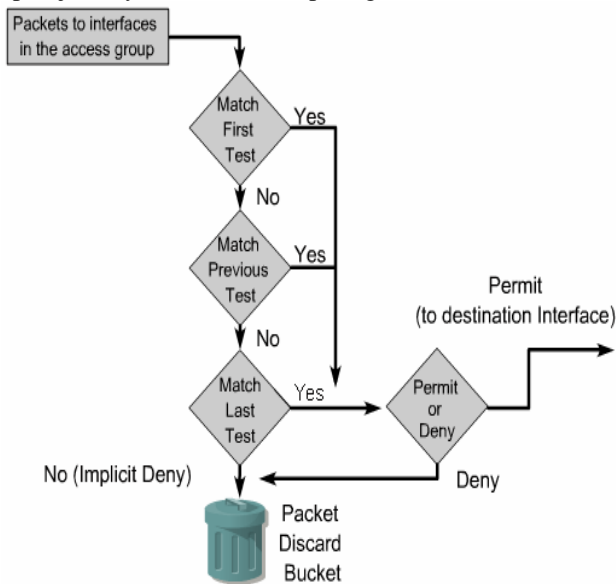 Packets to interfaces
in the access group
Match
First
Test
Yes
No
Match
Previous
Test
Yes
No
Match
Last
Test
Yes
Permit
or
Deny
Permit
(to destination Interface)
No (Implicit Deny)
Deny
Packet
Discard
Bucket